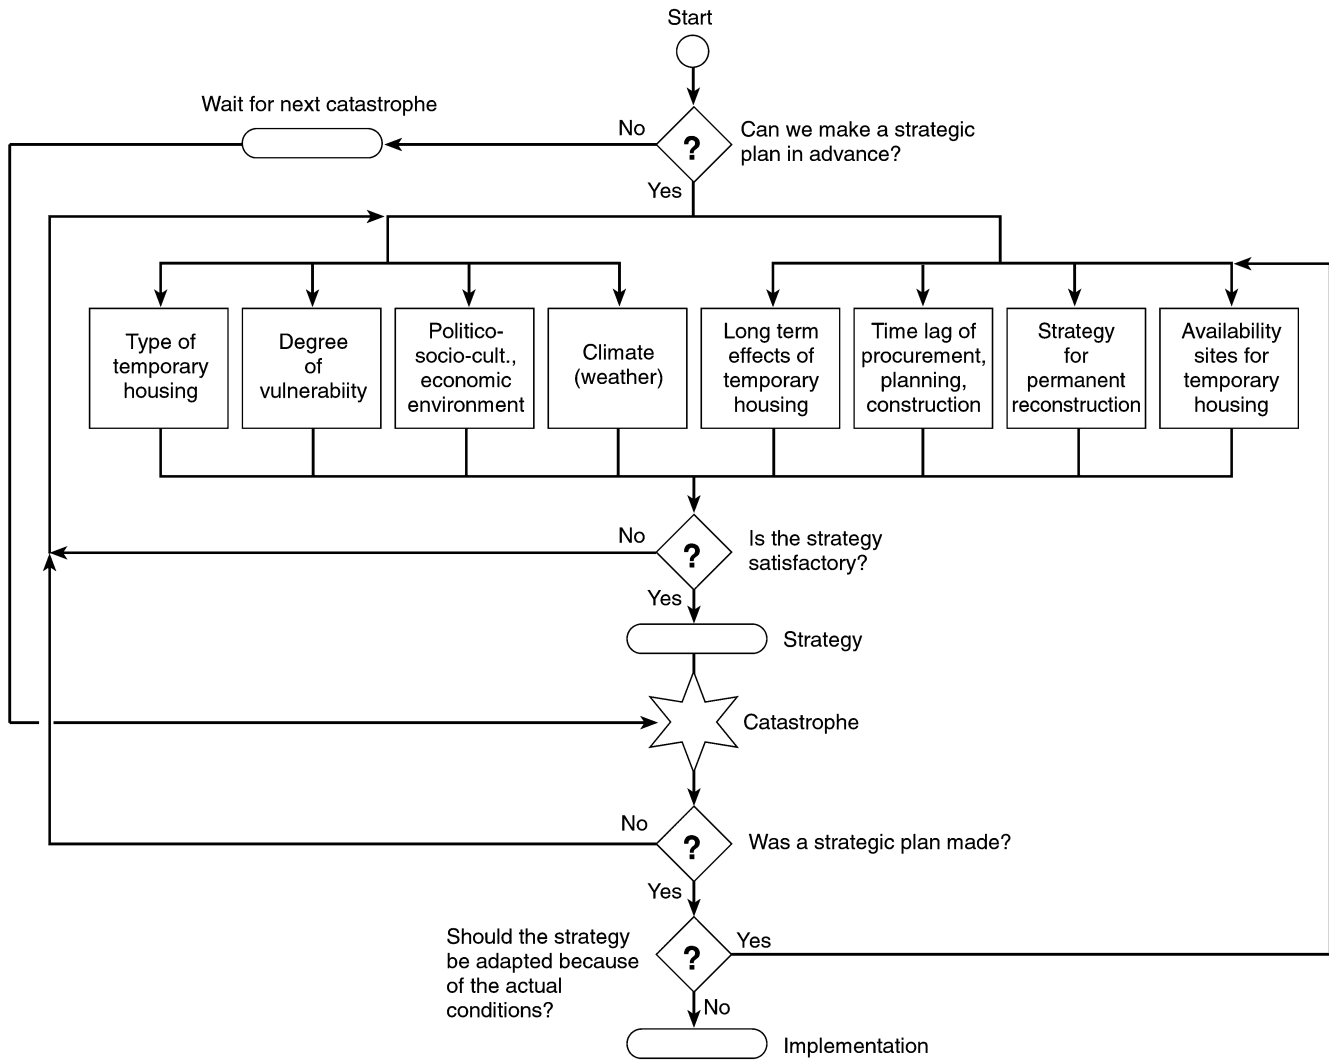 Start
Wait for next catastrophe
No
?
Can we make a strategic
plan in advance?
Yes
Type of
temporary
housing
Degree
of
vulnerabiity
Politico-
socio-cult.,
economic
environment
Climate
(weather)
Long term
effects of
temporary
housing
Time lag of
procurement,
planning,
construction
Strategy
for
permanent
reconstruction
Availability
sites for
temporary
housing
No
?
Is the strategy
satisfactory?
Yes
Strategy
Catastrophe
No
?
Was a strategic plan made?
Yes
Should the strategy
be adapted because
of the actual
conditions?
?
Yes
No
Implementation